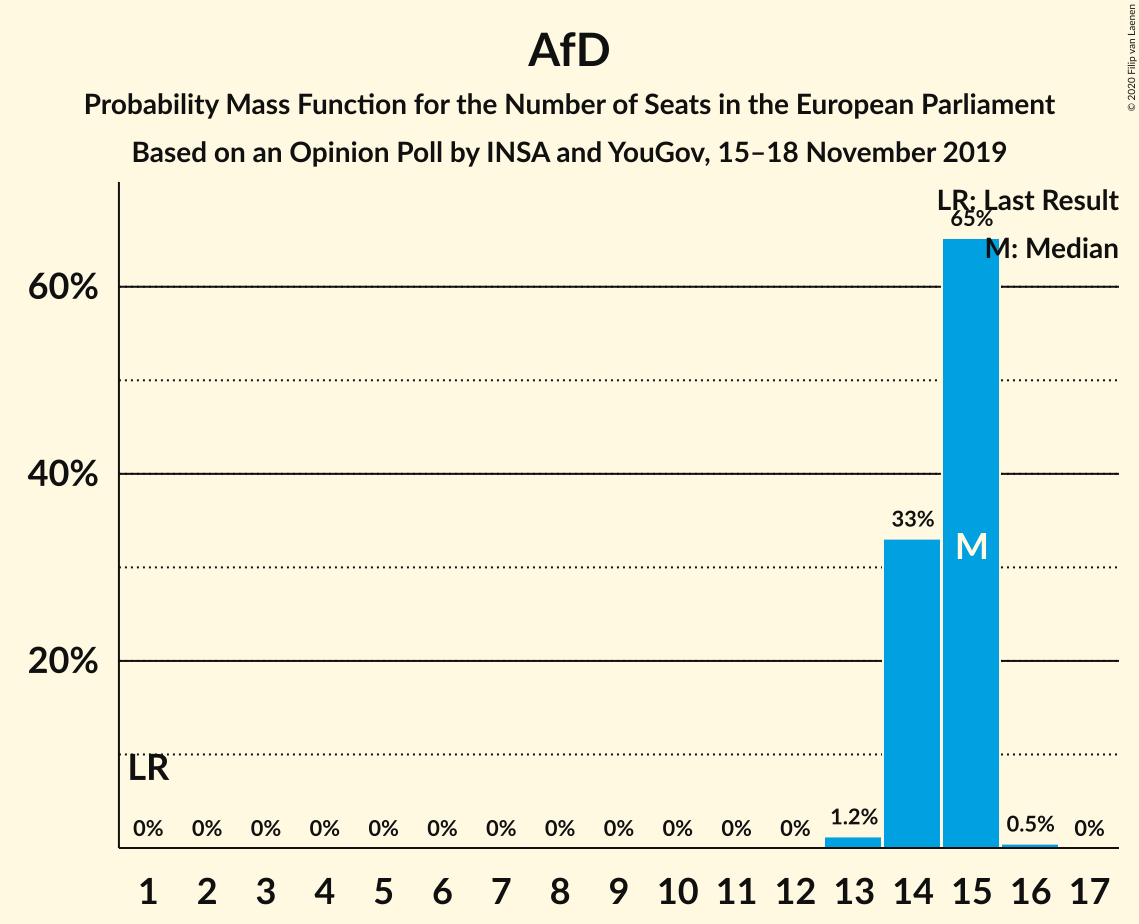 AfD
Probability Mass Function for the Number of Seats in the European Parliament
Based on an Opinion Poll by INSA and YouGov, 15–18 November 2019
© 2020 Filip van Laenen
LR: Last Result
65%
M: Median
60%
40%
33%
M
20%
LR
0% 0% 0% 0% 0% 0% 0% 0% 0% 0% 0% 0% 1.2% 0.5% 0%
1 2 3 4 5 6 7 8 9 10 11 12 13 14 15 16 17